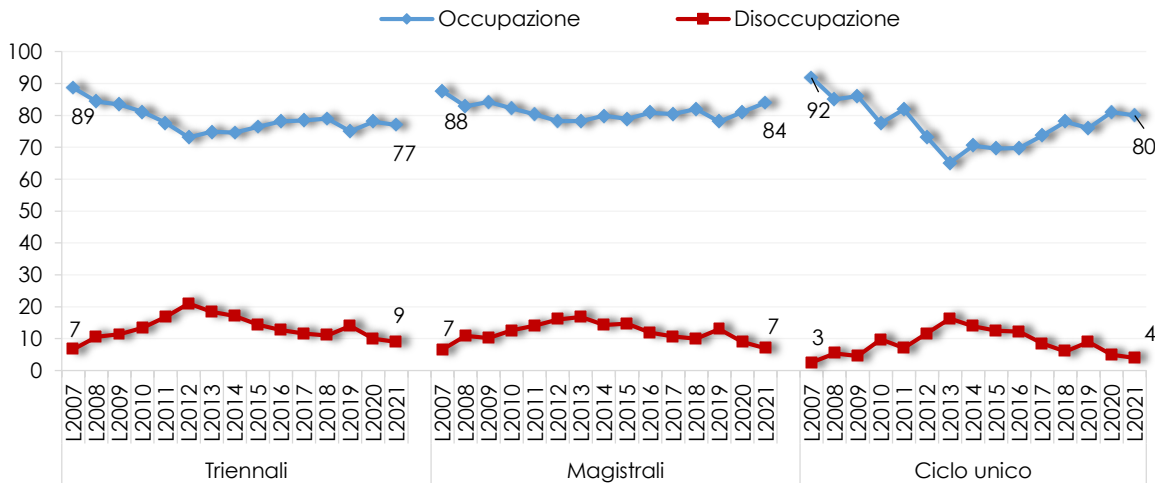 Occupazione Disoccupazione
100
90
80
70
60
50
40
30
20
10
0
89 77 88 84 92 80
7 9 7 7 3 4
L2007 L2008 L2009 L2010 L2011 L2012 L2013 L2014 L2015 L2016 L2017 L2018 L2019 L2020 L2021 L2007 L2008 L2009 L2010 L2011 L2012 L2013 L2014 L2015 L2016 L2017 L2018 L2019 L2020 L2021 L2007 L2008 L2009 L2010 L2011 L2012 L2013 L2014 L2015 L2016 L2017 L2018 L2019 L2020 L2021
Triennali Magistrali Ciclo unico